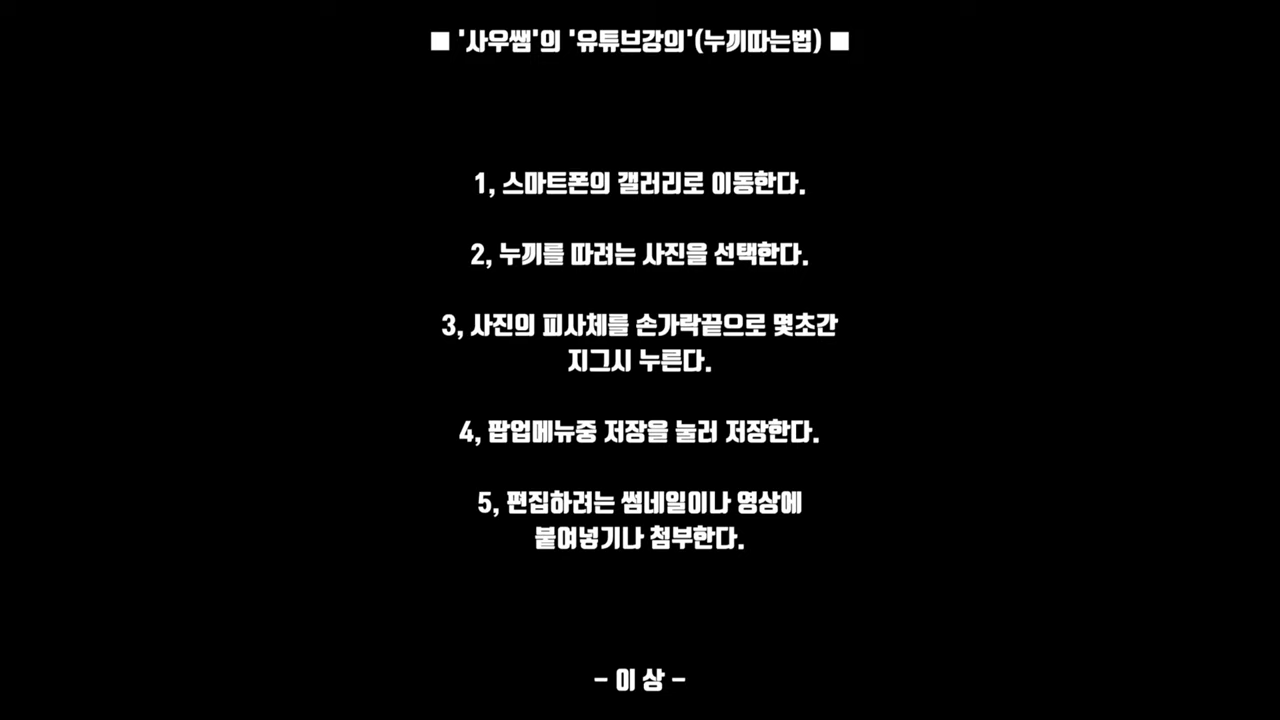 ■ '사우쌤'의 '유튜브강의'(누끼따는법) ■
1, 스마트폰의 갤러리로 이동한다.
2, 누끼를 따려는 사진을 선택한다.
3, 사진의 피사체를 손가락끝으로 몇초간
지그시 누른다.
4, 팝업메뉴중 저장을 눌러 저장한다.
5, 편집하려는 썸네일이나 영상에
붙여넣기나 첨부한다.
- 이 상 -